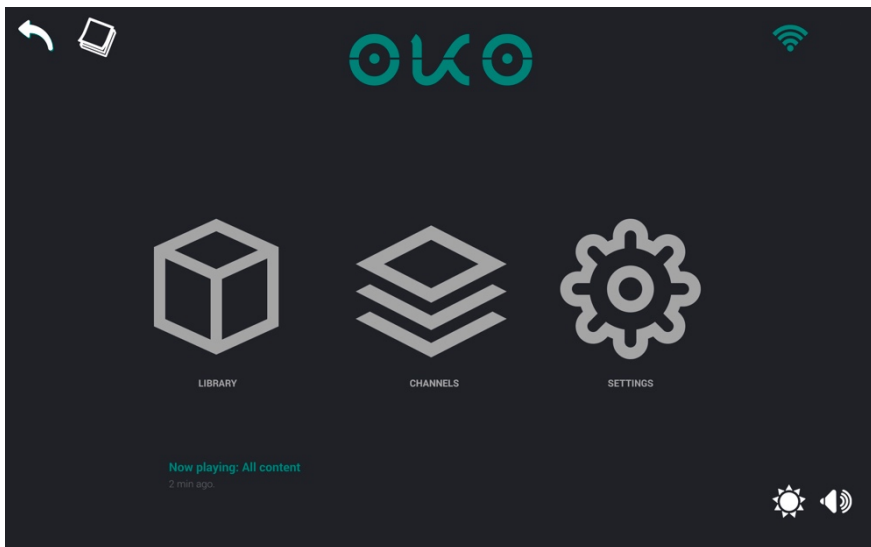 OKO
LIBRARY
CHANNELS
SETTINGS
Now playing: All content
2 min ago.